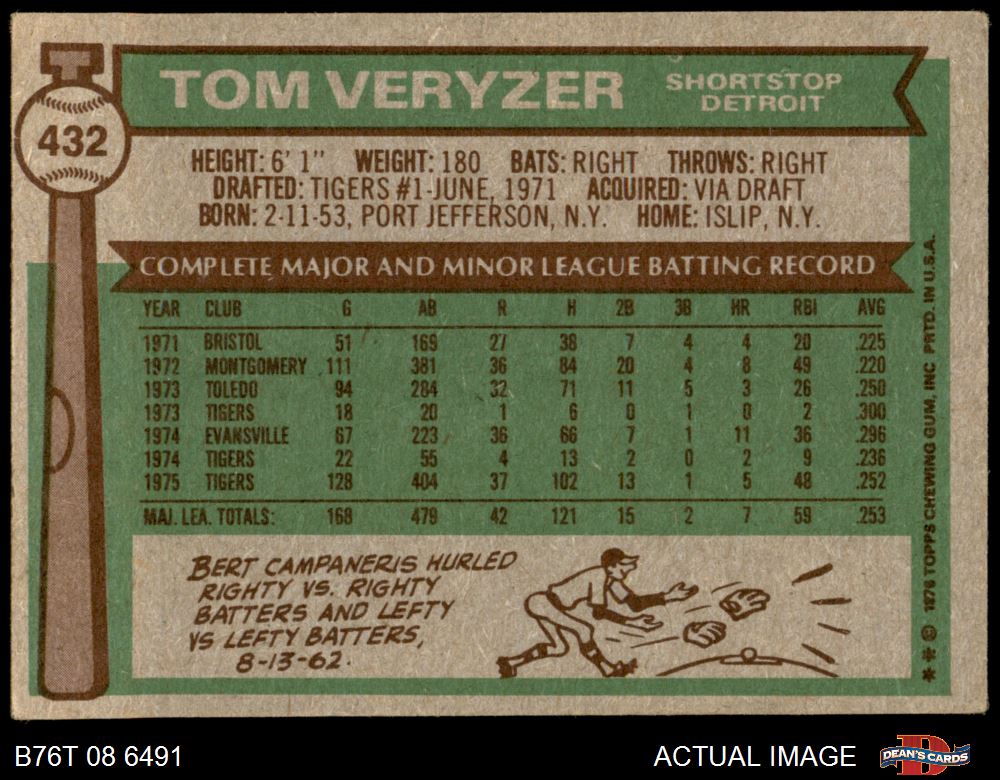 TOM VERYZER
SHORTSTOP
DETROIT
432
HEIGHT: 6' 1" WEIGHT: 180 BATS: RIGHT THROWS: RIGHT
DRAFTED: TIGERS #1-JUNE, 1971 ACQUIRED: VIA DRAFT
BORN: 2-11-53, PORT JEFFERSON, N.Y. HOME: ISLIP, N.Y.
COMPLETE MAJOR AND MINOR LEAGUE BATTING RECORD
YEAR CLUB G AB R H 2B 3B HR RBI AVG
1971 BRISTOL 51 169 27 38 7 4 4 20 .225
1972 MONTGOMERY 111 381 36 84 20 4 8 49 .220
1973 TOLEDO 94 284 32 71 11 5 3 26 .250
1973 TIGERS 18 20 1 6 0 1 0 2 .300
1974 EVANSVILLE 67 223 36 66 7 1 11 36 .296
1974 TIGERS 22 55 4 13 2 0 2 9 .236
1975 TIGERS 128 404 37 102 13 1 5 48 .252
MAJ. LEA. TOTALS: 168 479 42 121 15 2 7 59 .253
BERT CAMPANERIS HURLED
RIGHTY VS. RIGHTY
BATTERS AND LEFTY
VS LEFTY BATTERS,
8-13-62.
** © 1976 TOPPS CHEWING GUM, INC PRTD. IN U.S.A.
B76T 08 6491
ACTUAL IMAGE
DEAN'S CARDS